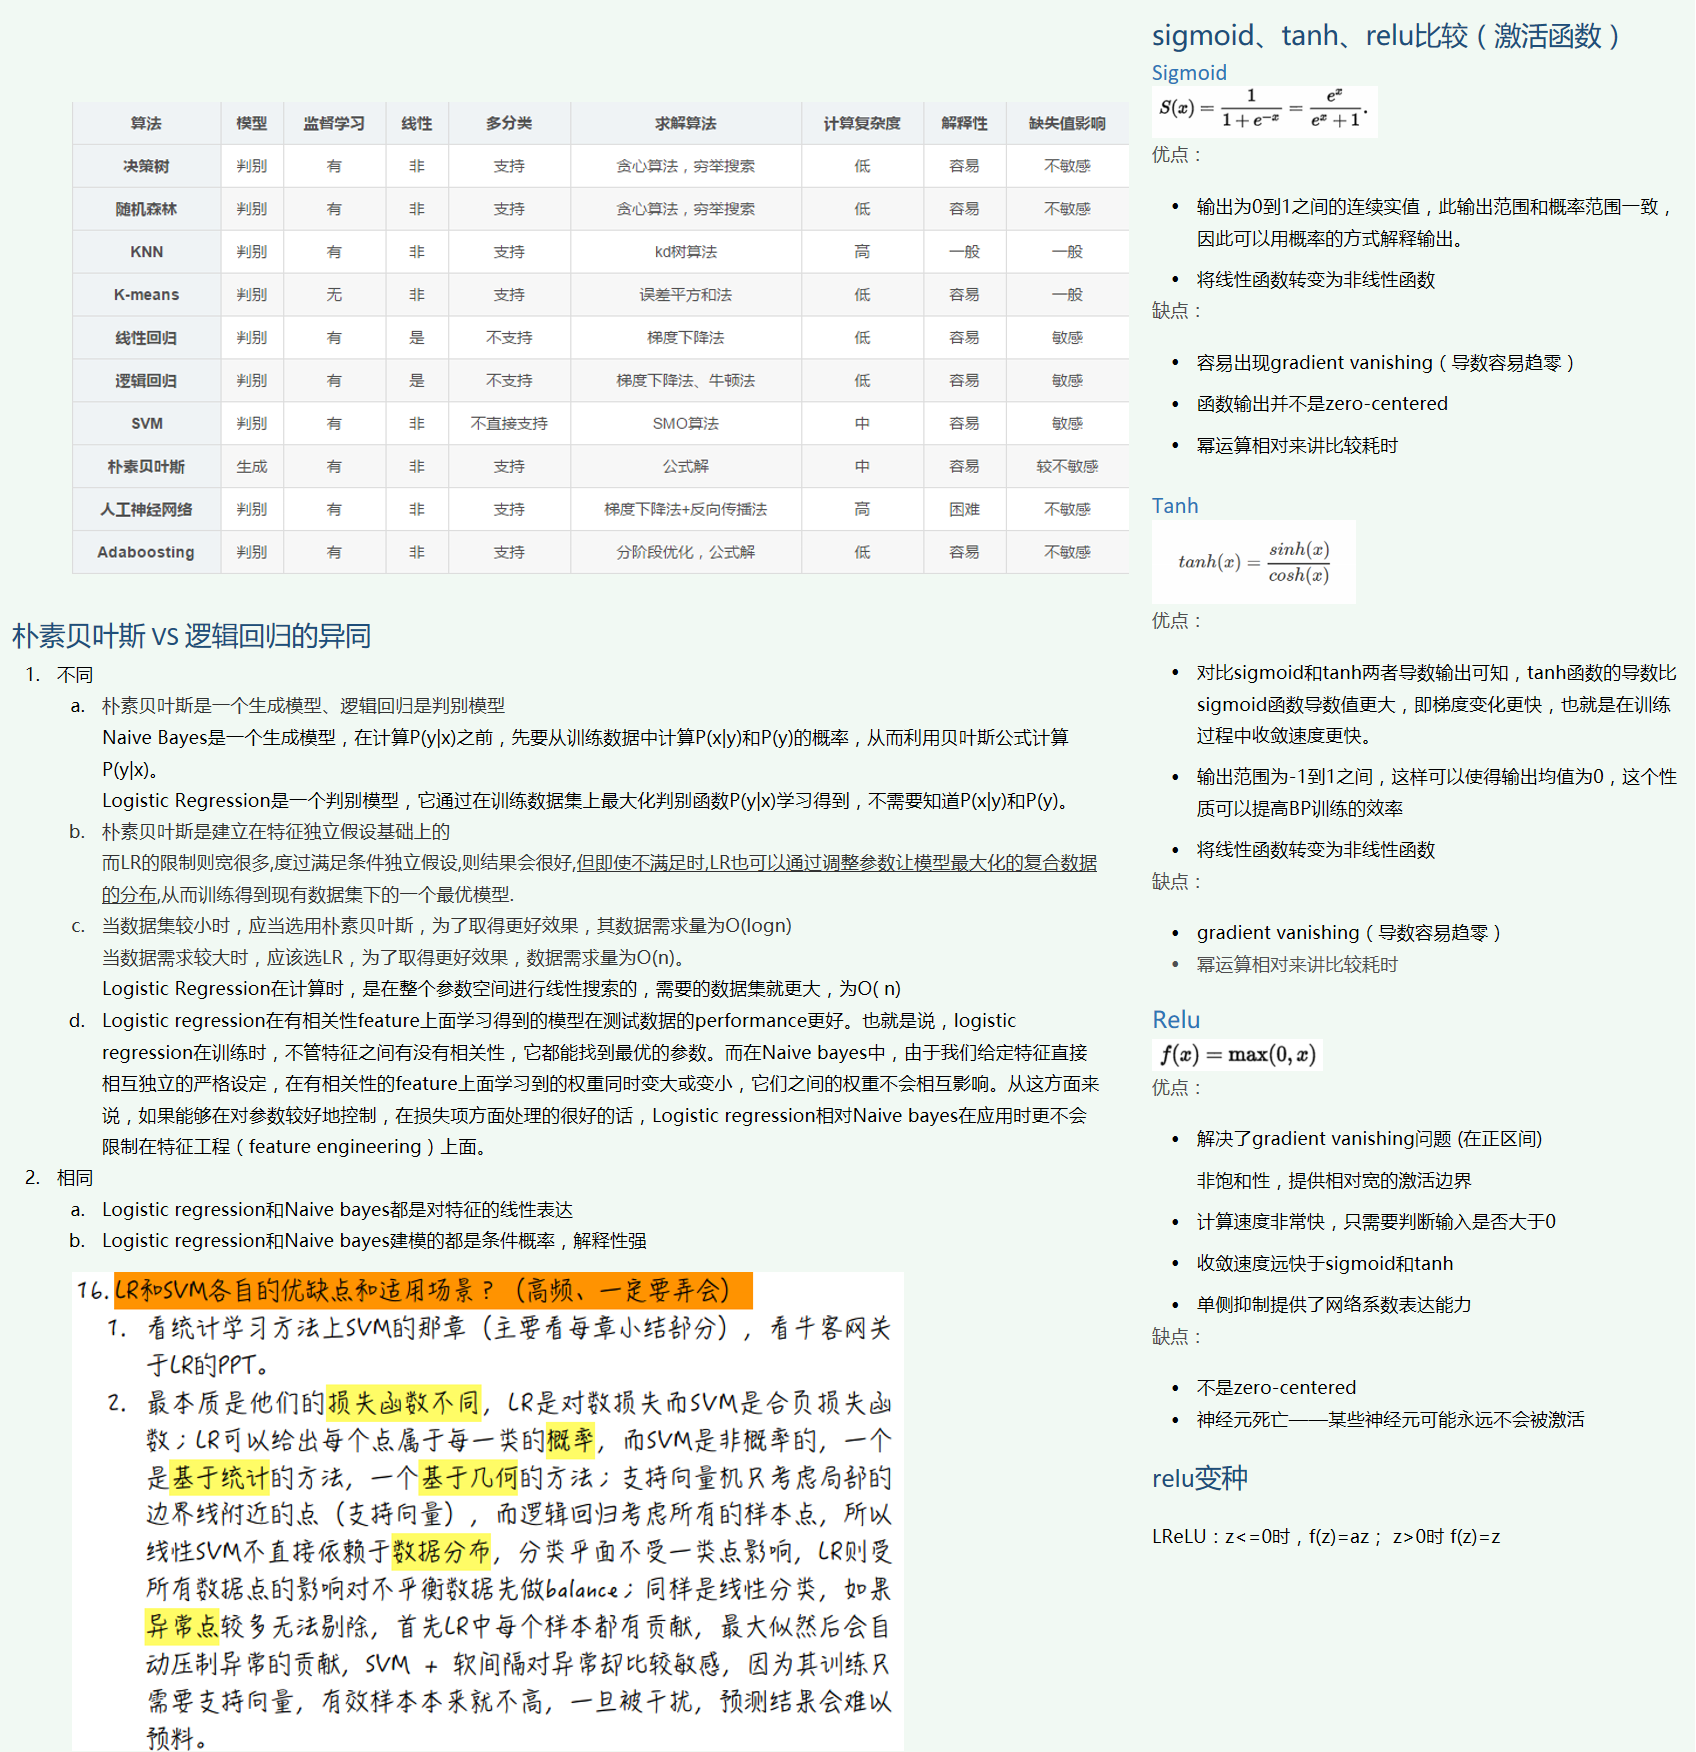 算法 模型 监督学习 线性 多分类 求解算法 计算复杂度 解释性 缺失值影响
决策树 判别 有 非 支持 贪心算法，穷举搜索 低 容易 不敏感
随机森林 判别 有 非 支持 贪心算法，穷举搜索 低 容易 不敏感
KNN 判别 有 非 支持 kd树算法 高 一般 一般
K-means 判别 无 非 支持 误差平方和法 低 容易 一般
线性回归 判别 有 是 不支持 梯度下降法 低 容易 敏感
逻辑回归 判别 有 是 不支持 梯度下降法、牛顿法 低 容易 敏感
SVM 判别 有 非 不直接支持 SMO算法 中 容易 敏感
朴素贝叶斯 生成 有 非 支持 公式解 中 容易 较不敏感
人工神经网络 判别 有 非 支持 梯度下降法+反向传播法 高 困难 不敏感
Adaboosting 判别 有 非 支持 分阶段优化，公式解 低 容易 不敏感
朴素贝叶斯 VS 逻辑回归的异同
1. 不同
a. 朴素贝叶斯是一个生成模型、逻辑回归是判别模型
Naive Bayes是一个生成模型，在计算P(y|x)之前，先要从训练数据中计算P(x|y)和P(y)的概率，从而利用贝叶斯公式计算
P(y|x)。
Logistic Regression是一个判别模型，它通过在训练数据集上最大化判别函数P(y|x)学习得到，不需要知道P(x|y)和P(y)。
b. 朴素贝叶斯是建立在特征独立假设基础上的
而LR的限制则宽很多,度过满足条件独立假设,则结果会很好,但即使不满足时,LR也可以通过调整参数让模型最大化的复合数据
的分布,从而训练得到现有数据集下的一个最优模型.
c. 当数据集较小时，应当选用朴素贝叶斯，为了取得更好效果，其数据需求量为O(logn)
当数据需求较大时，应该选LR，为了取得更好效果，数据需求量为O(n)。
Logistic Regression在计算时，是在整个参数空间进行线性搜索的，需要的数据集就更大，为O( n)
d. Logistic regression在有相关性feature上面学习得到的模型在测试数据的performance更好。也就是说，logistic
regression在训练时，不管特征之间有没有相关性，它都能找到最优的参数。而在Naive bayes中，由于我们给定特征直接
相互独立的严格设定，在有相关性的feature上面学习到的权重同时变大或变小，它们之间的权重不会相互影响。从这方面来
说，如果能够在对参数较好地控制，在损失项方面处理的很好的话，Logistic regression相对Naive bayes在应用时更不会
限制在特征工程（feature engineering）上面。
2. 相同
a. Logistic regression和Naive bayes都是对特征的线性表达
b. Logistic regression和Naive bayes建模的都是条件概率，解释性强
16. LR和SVM各自的优缺点和适用场景？（高频、一定要弄会）
1. 看统计学习方法上SVM的那章（主要看每章小结部分），看牛客网关
于LR的PPT。
2. 最本质是他们的损失函数不同，LR是对数损失而SVM是合页损失函
数；LR可以给出每个点属于每一类的概率，而SVM是非概率的，一个
是基于统计的方法，一个基于几何的方法；支持向量机只考虑局部的
边界线附近的点（支持向量），而逻辑回归考虑所有的样本点，所以
线性SVM不直接依赖于数据分布，分类平面不受一类点影响，LR则受
所有数据点的影响对不平衡数据先做balance；同样是线性分类，如果
异常点较多无法剔除，首先LR中每个样本都有贡献，最大似然后会自
动压制异常的贡献，SVM + 软间隔对异常却比较敏感，因为其训练只
需要支持向量，有效样本本来就不高，一旦被干扰，预测结果会难以
预料。
sigmoid、tanh、relu比较（激活函数）
Sigmoid
S(x) = 1 / (1 + e^{-x}) = e^x / (e^x + 1).
优点：
• 输出为0到1之间的连续实值，此输出范围和概率范围一致，
因此可以用概率的方式解释输出。
• 将线性函数转变为非线性函数
缺点：
• 容易出现gradient vanishing（导数容易趋零）
• 函数输出并不是zero-centered
• 幂运算相对来讲比较耗时
Tanh
tanh(x) = sinh(x) / cosh(x)
优点：
• 对比sigmoid和tanh两者导数输出可知，tanh函数的导数比
sigmoid函数导数值更大，即梯度变化更快，也就是在训练
过程中收敛速度更快。
• 输出范围为-1到1之间，这样可以使得输出均值为0，这个性
质可以提高BP训练的效率
• 将线性函数转变为非线性函数
缺点：
• gradient vanishing（导数容易趋零）
• 幂运算相对来讲比较耗时
Relu
f(x) = max(0, x)
优点：
• 解决了gradient vanishing问题 (在正区间)
非饱和性，提供相对宽的激活边界
• 计算速度非常快，只需要判断输入是否大于0
• 收敛速度远快于sigmoid和tanh
• 单侧抑制提供了网络系数表达能力
缺点：
• 不是zero-centered
• 神经元死亡——某些神经元可能永远不会被激活
relu变种
LReLU：z<=0时，f(z)=az； z>0时 f(z)=z